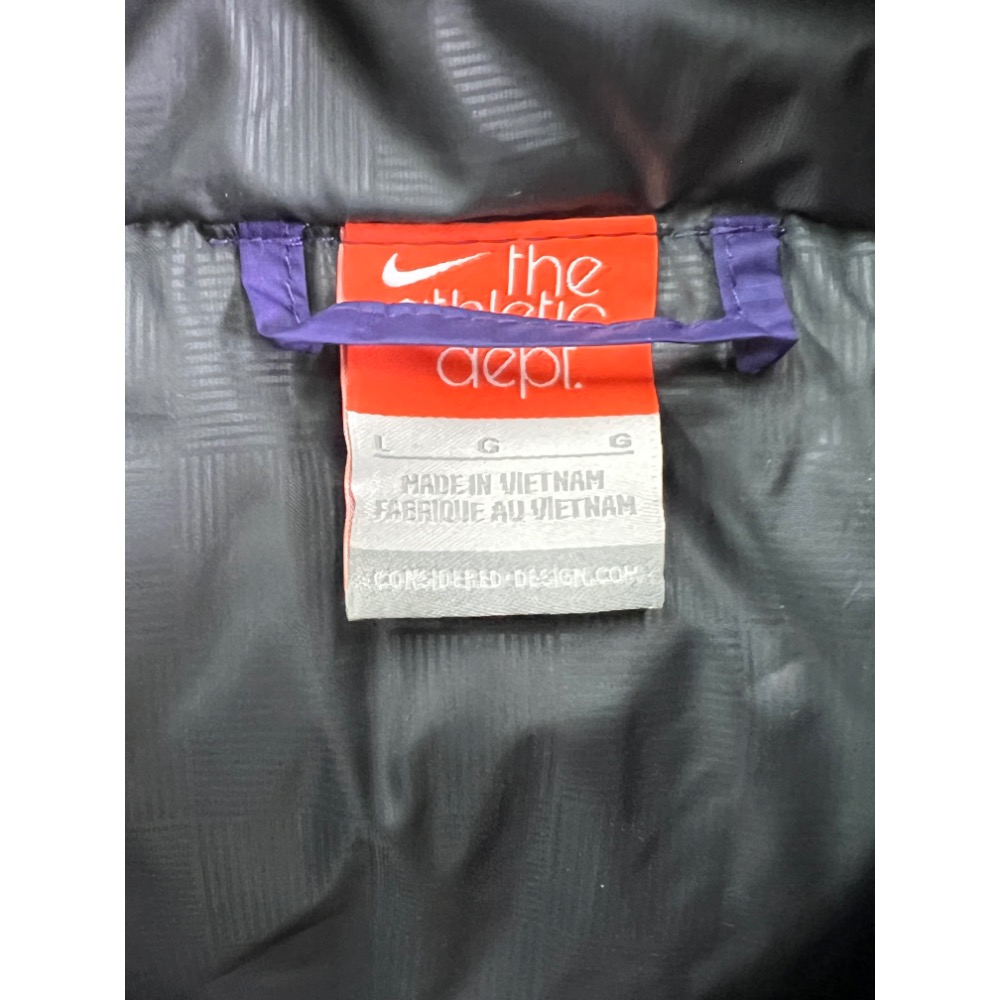 the
athletic
dept.
L G G
MADE IN VIETNAM
FABRIQUE AU VIETNAM
CONSIDERED-DESIGN.COM